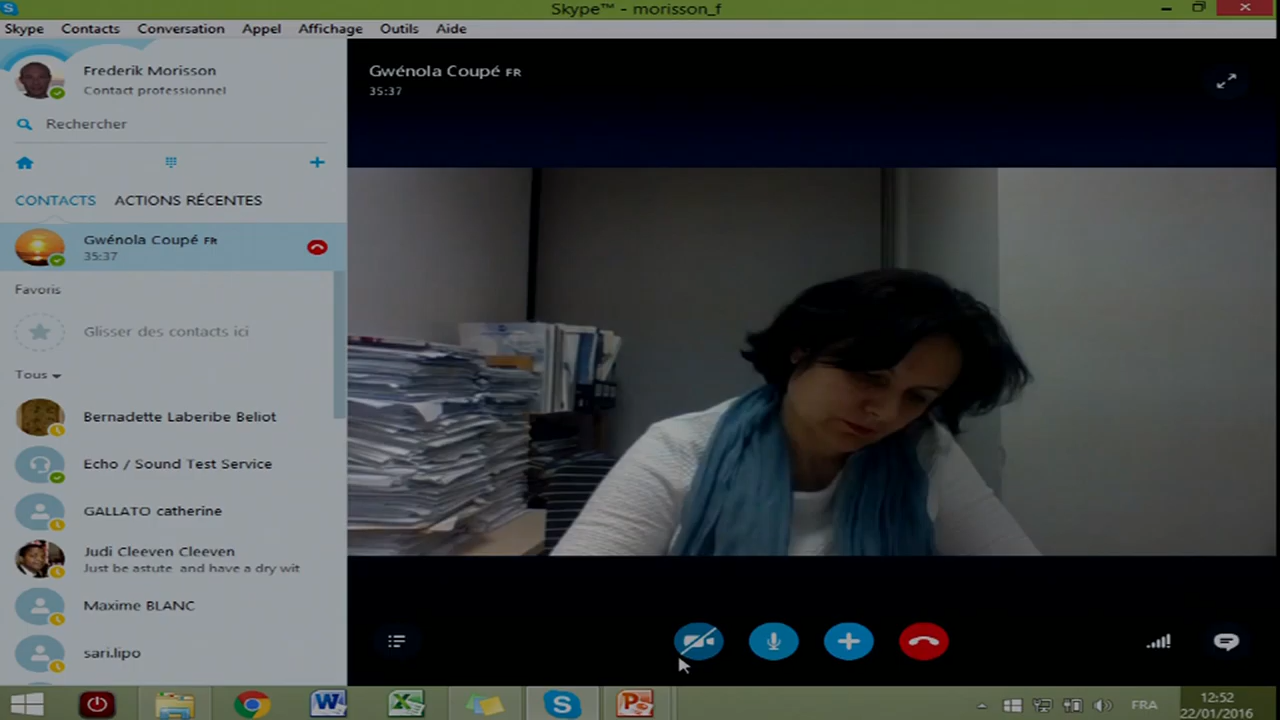 Skype™ - morisson_f
Skype Contacts Conversation Appel Affichage Outils Aide
Frederik Morisson
Contact professionnel
Rechercher
CONTACTS ACTIONS RÉCENTES
Gwénola Coupé FR
35:37
Favoris
Glisser des contacts ici
Tous
Bernadette Laberibe Beliot
Echo / Sound Test Service
GALLATO catherine
Judi Cleeven Cleeven
Just be astute and have a dry wit
Maxime BLANC
sari.lipo
Gwénola Coupé FR
35:37
FRA
12:52
22/01/2016